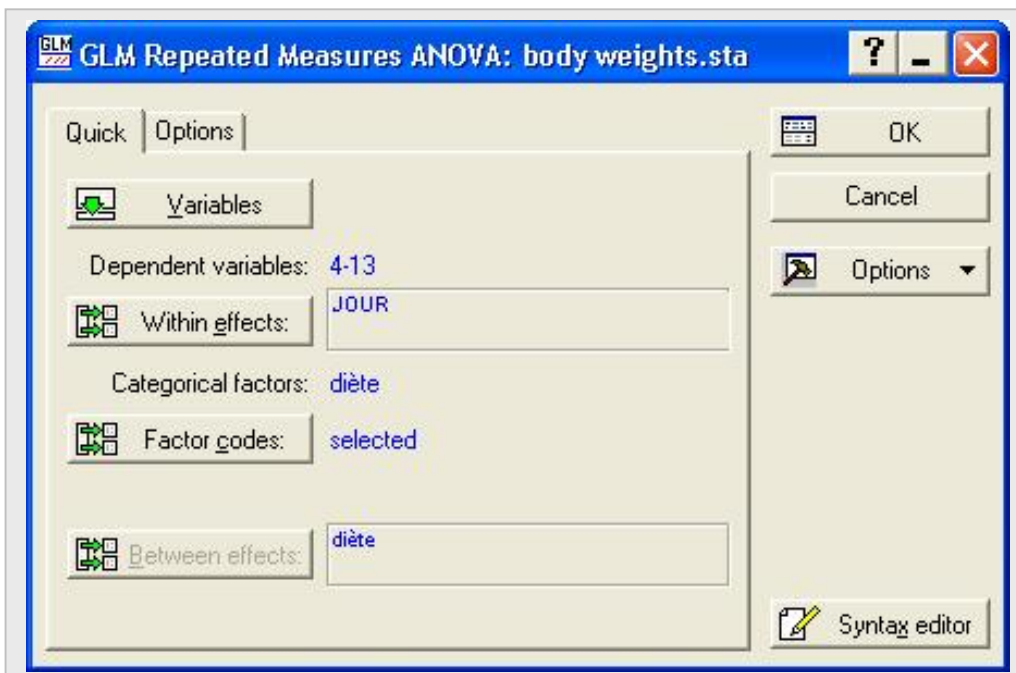 GLM GLM Repeated Measures ANOVA: body weights.sta ?
Quick Options
OK
Variables
Cancel
Dependent variables: 4-13
Options
Within effects: JOUR
Categorical factors: diète
Factor codes: selected
Between effects: diète
Syntax editor